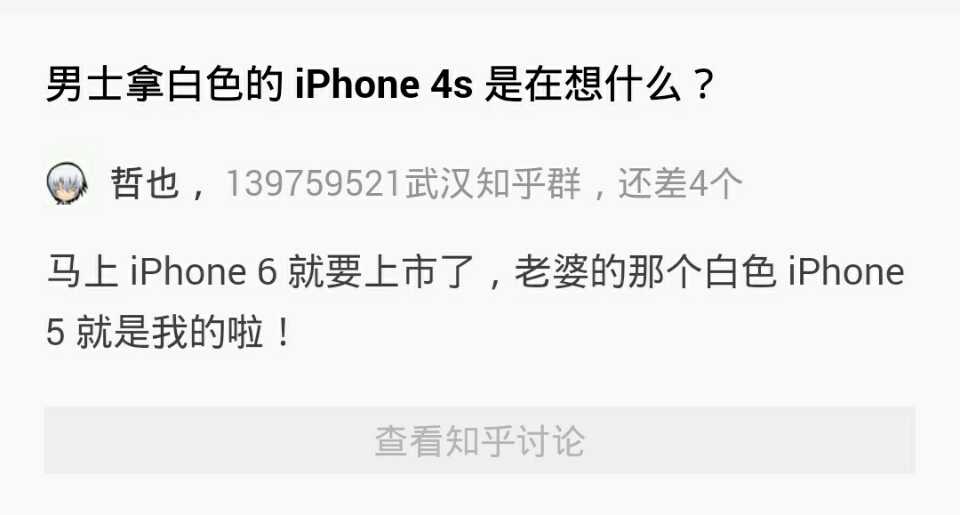 男士拿白色的 iPhone 4s 是在想什么？
哲也，139759521武汉知乎群，还差4个
马上 iPhone 6 就要上市了，老婆的那个白色 iPhone
5 就是我的啦！
查看知乎讨论